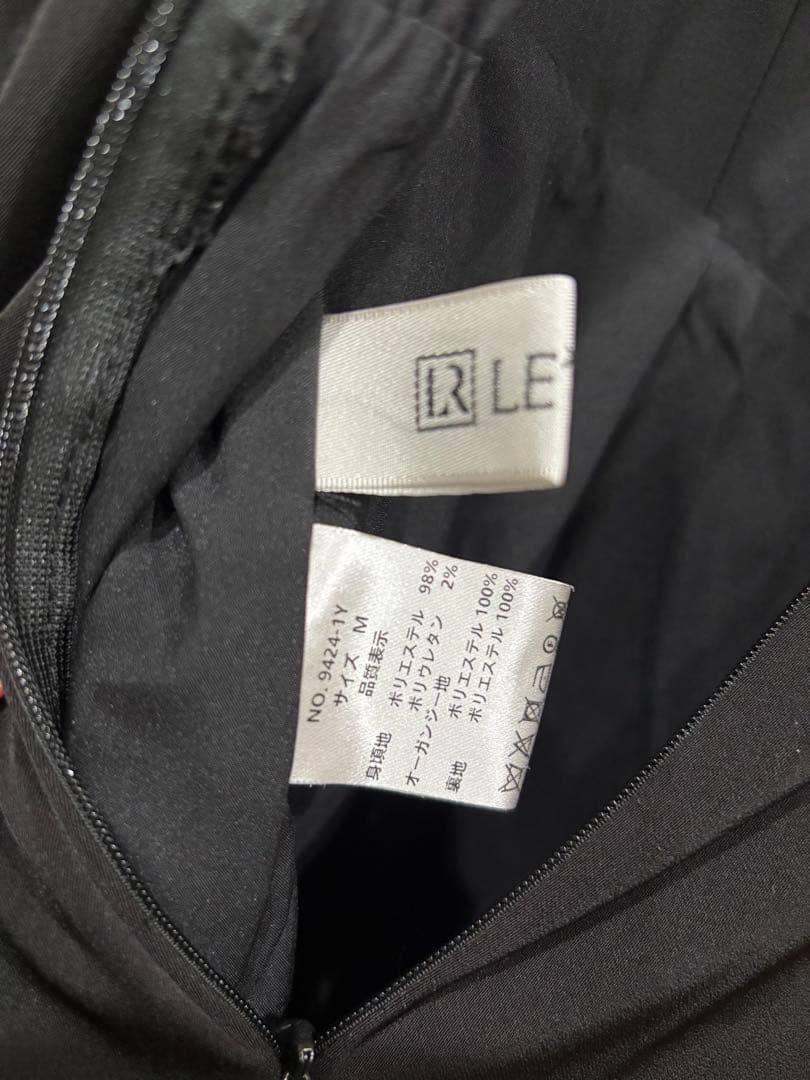 LR LE
NO. 9424-1Y
サイズ M
品質表示
身頃地 ポリエステル 98%
ポリウレタン 2%
オーガンジー地
ポリエステル 100%
裏地 ポリエステル 100%